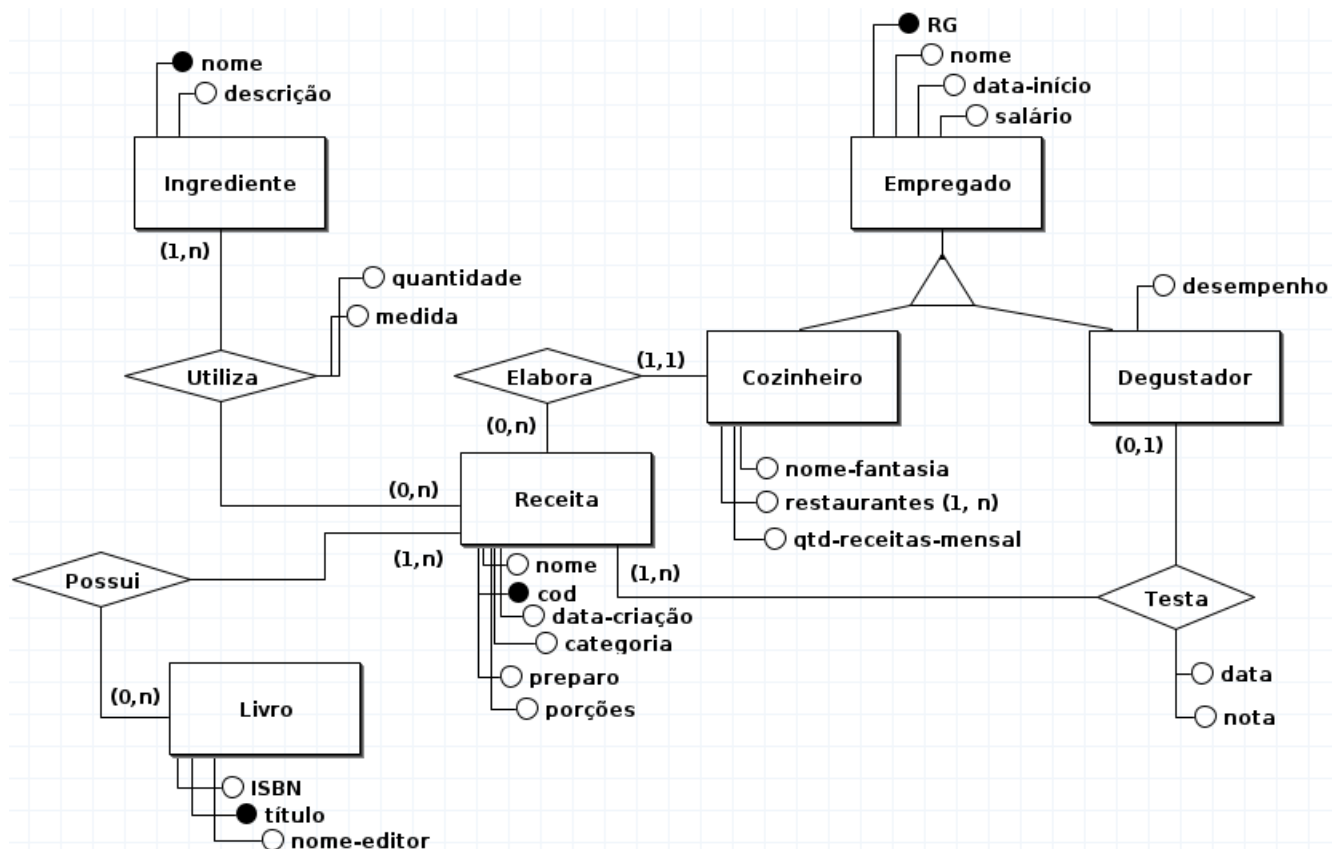 nome
descrição
Ingrediente
(1,n)
quantidade
medida
Utiliza
(0,n)
RG
nome
data-início
salário
Empregado
desempenho
Elabora
(1,1)
Cozinheiro
Degustador
(0,n)
(0,1)
nome-fantasia
restaurantes (1, n)
qtd-receitas-mensal
Receita
(1,n)
Possui
nome
cod
data-criação
categoria
preparo
porções
(1,n)
Testa
data
nota
(0,n)
Livro
ISBN
título
nome-editor